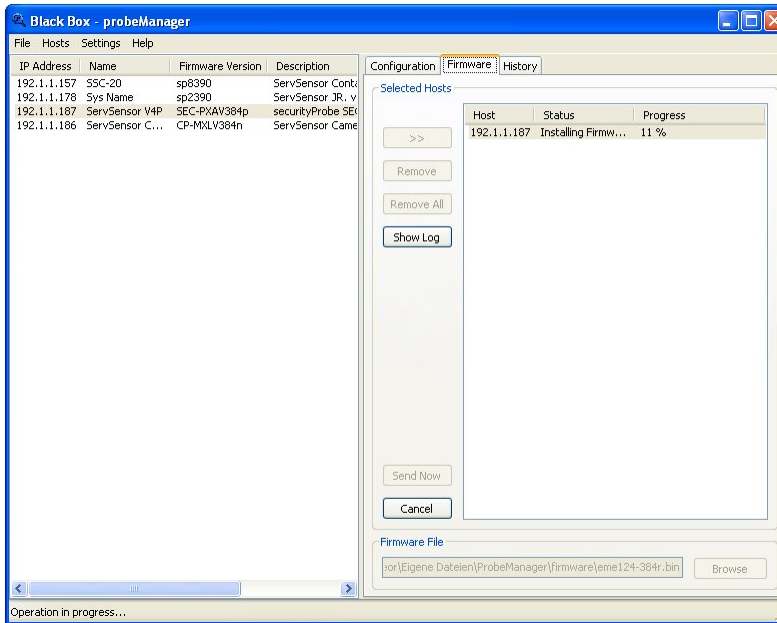 Black Box - probeManager
File Hosts Settings Help
IP Address Name Firmware Version Description
192.1.1.157 SSC-20 sp8390 ServSensor Conta
192.1.1.178 Sys Name sp2390 ServSensor JR. v
192.1.1.187 ServSensor V4P SEC-PXAV384p securityProbe SE
192.1.1.186 ServSensor C... CP-MXLV384n ServSensor Came
Configuration Firmware History
Selected Hosts
>>
Remove
Remove All
Show Log
Send Now
Cancel
Host Status Progress
192.1.1.187 Installing Firmw... 11 %
Firmware File
or\Eigene Dateien\ProbeManager\firmware\eme124-384r.bin
Browse
Operation in progress...